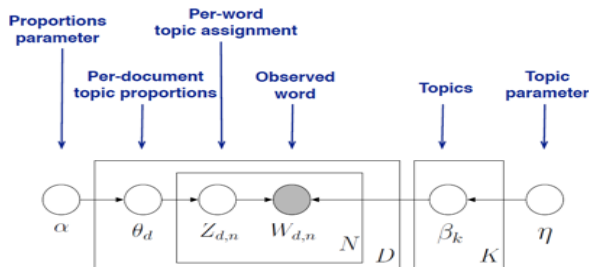 Proportions
parameter
Per-word
topic assignment
Per-document
topic proportions
Observed
word
Topics
Topic
parameter
α
θd
Zd,n
Wd,n
N
D
βk
K
η